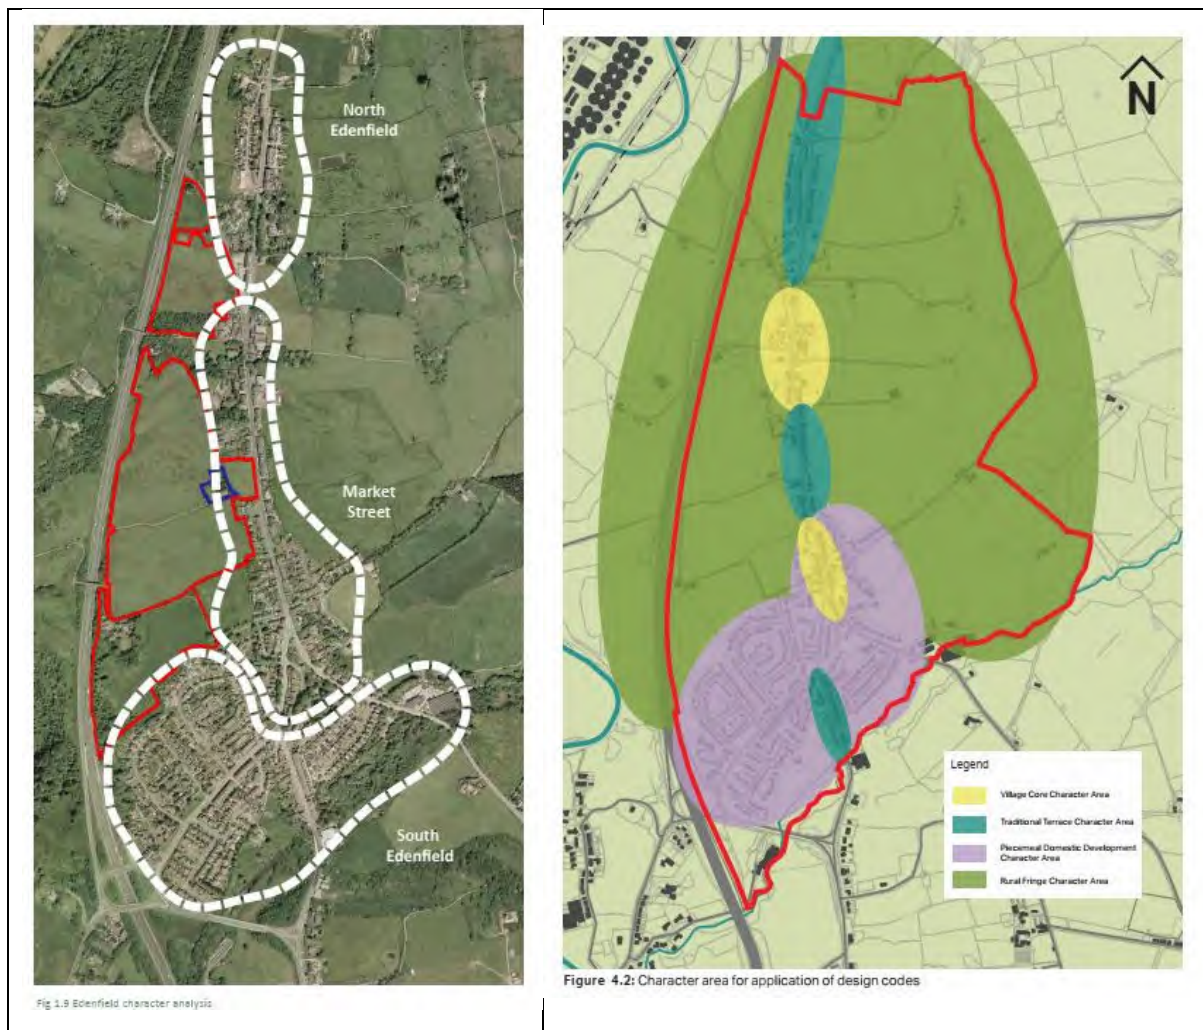 North
Edenfield
Market
Street
South
Edenfield
Fig 1.9 Edenfield character analysis
N
Legend
Village Core Character Area
Traditional Terrace Character Area
Piecemeal Domestic Development
Character Area
Rural Fringe Character Area
Figure 4.2: Character area for application of design codes